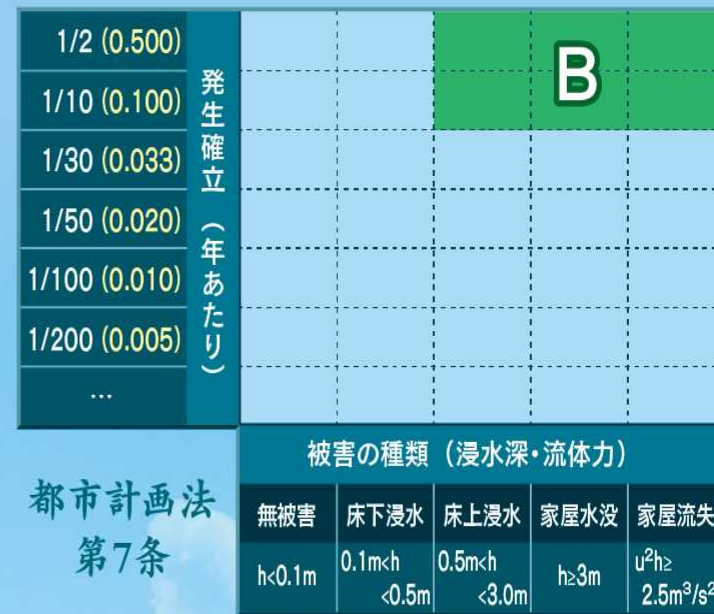 1/2 (0.500)
1/10 (0.100)
1/30 (0.033)
1/50 (0.020)
1/100 (0.010)
1/200 (0.005)
…
発生確立（年あたり）
B
被害の種類（浸水深・流体力）
無被害 床下浸水 床上浸水 家屋水没 家屋流失
h<0.1m 0.1m<h<0.5m 0.5m<h<3.0m h≥3m u²h≥2.5m³/s²
都市計画法
第7条